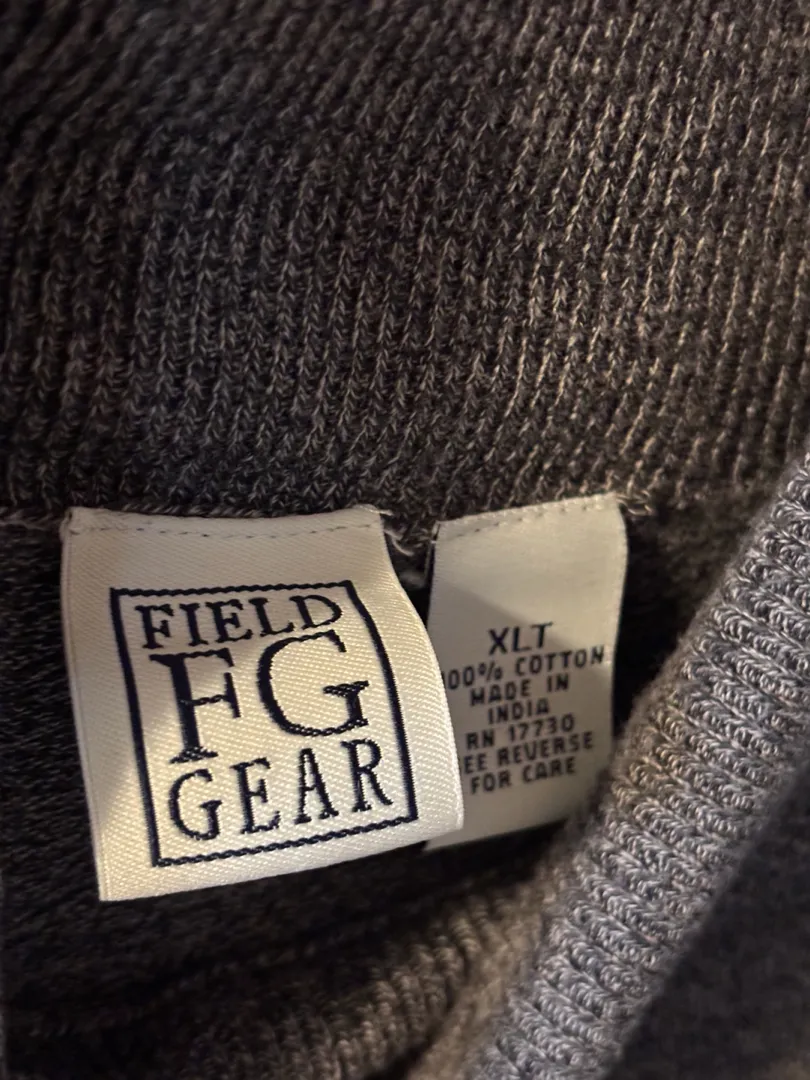 FIELD
FG
GEAR
XLT
00% COTTON
MADE IN
INDIA
RN 17730
EE REVERSE
FOR CARE